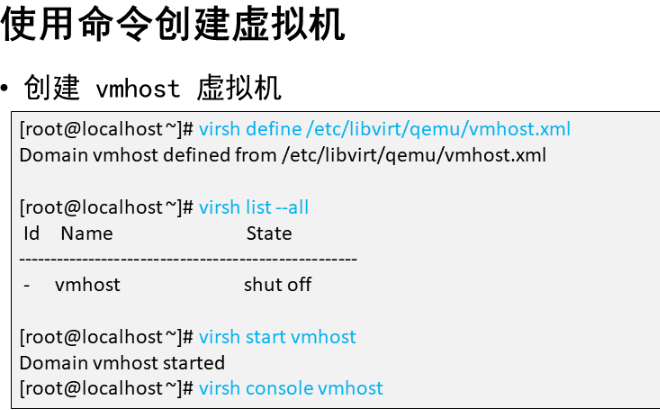 使用命令创建虚拟机
• 创建 vmhost 虚拟机
[root@localhost ~]# virsh define /etc/libvirt/qemu/vmhost.xml
Domain vmhost defined from /etc/libvirt/qemu/vmhost.xml
[root@localhost ~]# virsh list --all
Id Name State
----------------------------------------------------
- vmhost shut off
[root@localhost ~]# virsh start vmhost
Domain vmhost started
[root@localhost ~]# virsh console vmhost